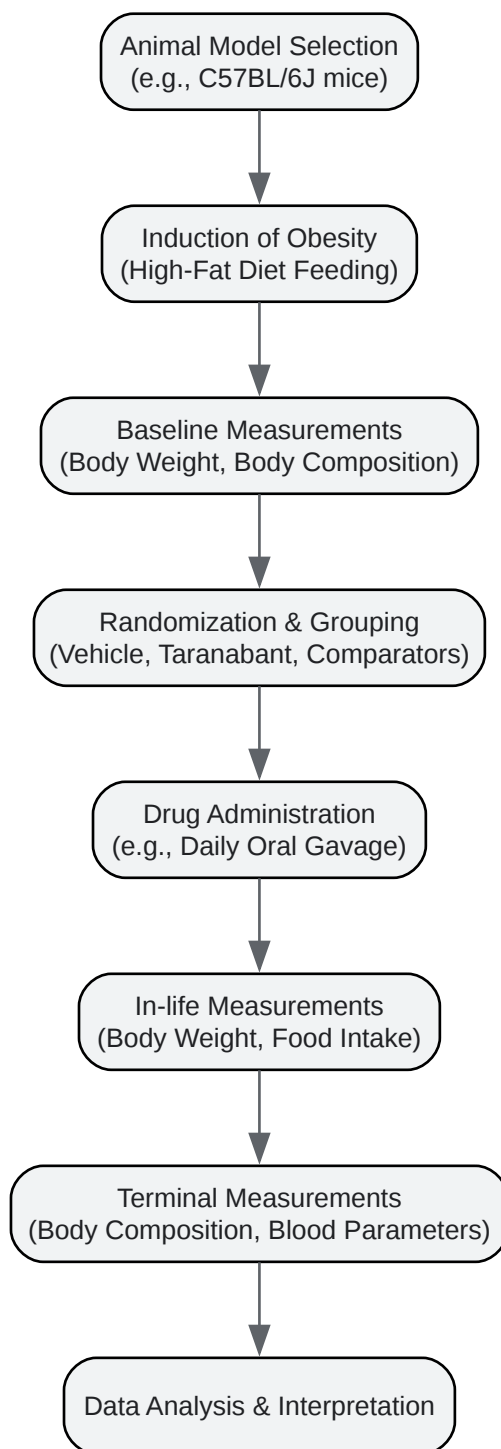 Animal Model Selection
(e.g., C57BL/6J mice)
Induction of Obesity
(High-Fat Diet Feeding)
Baseline Measurements
(Body Weight, Body Composition)
Randomization & Grouping
(Vehicle, Taranabant, Comparators)
Drug Administration
(e.g., Daily Oral Gavage)
In-life Measurements
(Body Weight, Food Intake)
Terminal Measurements
(Body Composition, Blood Parameters)
Data Analysis & Interpretation